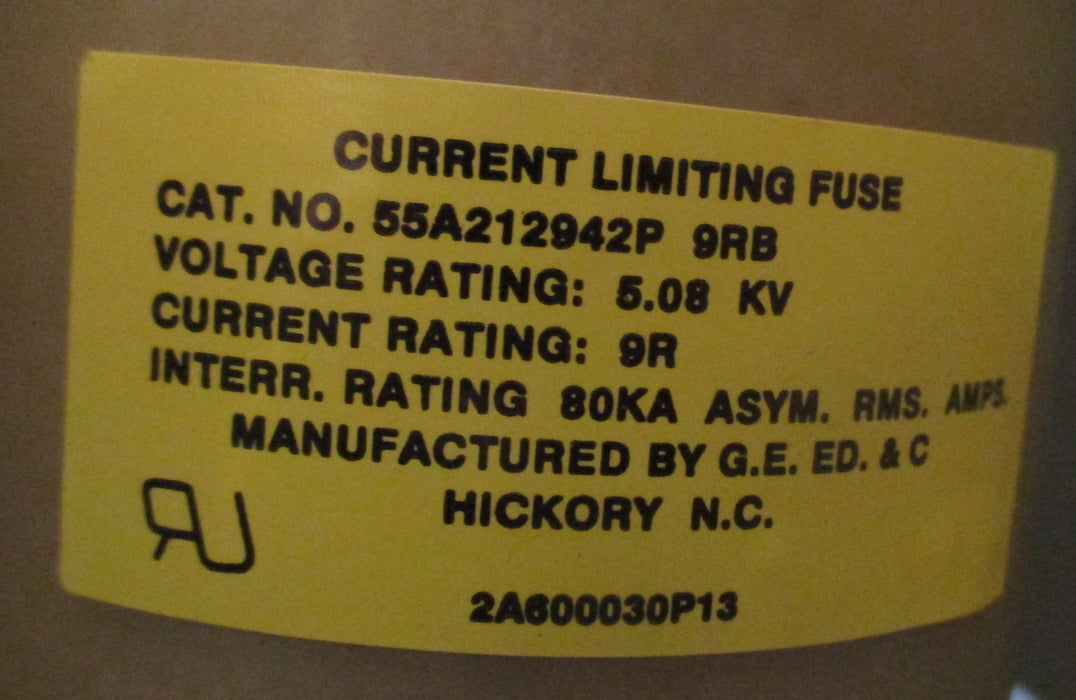 CURRENT LIMITING FUSE
CAT. NO. 55A212942P 9RB
VOLTAGE RATING: 5.08 KV
CURRENT RATING: 9R
INTERR. RATING 80KA ASYM. RMS. AMPS.
MANUFACTURED BY G.E. ED. & C
HICKORY N.C.
RU
2A600030P13